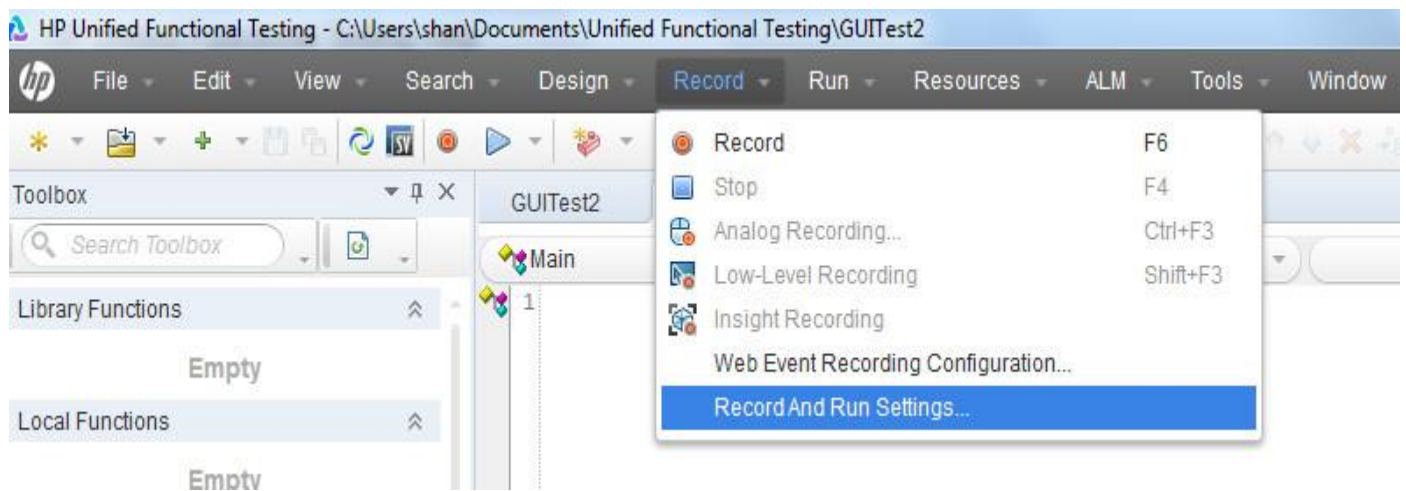 HP Unified Functional Testing - C:\Users\shan\Documents\Unified Functional Testing\GUITest2
hp File Edit View Search Design Record Run Resources ALM Tools Window
SV
Record F6
Stop F4
Analog Recording... Ctrl+F3
Low-Level Recording Shift+F3
Insight Recording
Web Event Recording Configuration...
Record And Run Settings...
Toolbox
Search Toolbox
Library Functions
Empty
Local Functions
Empty
GUITest2
Main
1